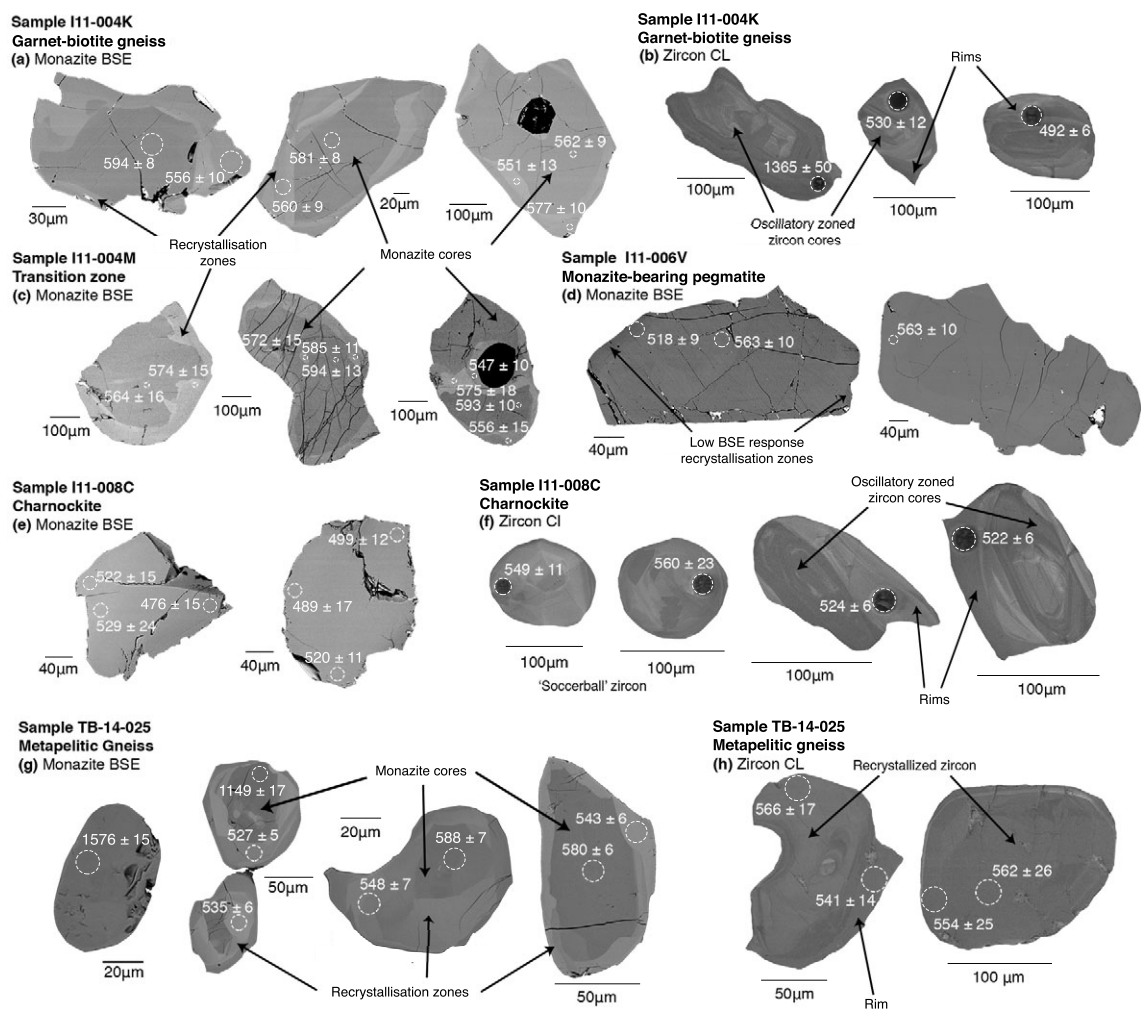 Sample I11-004K
Garnet-biotite gneiss
(a) Monazite BSE
594 ± 8
556 ± 10
30µm
581 ± 8
560 ± 9
20µm
562 ± 9
551 ± 13
577 ± 10
100µm
Recrystallisation
zones
Monazite cores
Sample I11-004K
Garnet-biotite gneiss
(b) Zircon CL
Rims
530 ± 12
492 ± 6
1365 ± 50
100µm
100µm
100µm
Oscillatory zoned
zircon cores
Sample I11-004M
Transition zone
(c) Monazite BSE
574 ± 15
564 ± 16
100µm
572 ± 15
585 ± 11
594 ± 13
100µm
547 ± 10
575 ± 18
593 ± 10
556 ± 15
100µm
Sample I11-006V
Monazite-bearing pegmatite
(d) Monazite BSE
518 ± 9
563 ± 10
563 ± 10
40µm
Low BSE response
recrystallisation zones
40µm
Sample I11-008C
Charnockite
(e) Monazite BSE
522 ± 15
476 ± 15
529 ± 24
40µm
499 ± 12
489 ± 17
520 ± 11
40µm
Sample I11-008C
Charnockite
(f) Zircon Cl
Oscillatory zoned
zircon cores
549 ± 11
560 ± 23
524 ± 6
522 ± 6
100µm
100µm
100µm
100µm
'Soccerball' zircon
Rims
Sample TB-14-025
Metapelitic Gneiss
(g) Monazite BSE
Monazite cores
1576 ± 15
20µm
1149 ± 17
527 ± 5
50µm
535 ± 6
20µm
588 ± 7
548 ± 7
543 ± 6
580 ± 6
50µm
Recrystallisation zones
Sample TB-14-025
Metapelitic gneiss
(h) Zircon CL
Recrystallized zircon
566 ± 17
541 ± 14
562 ± 26
554 ± 25
50µm
100 µm
Rim